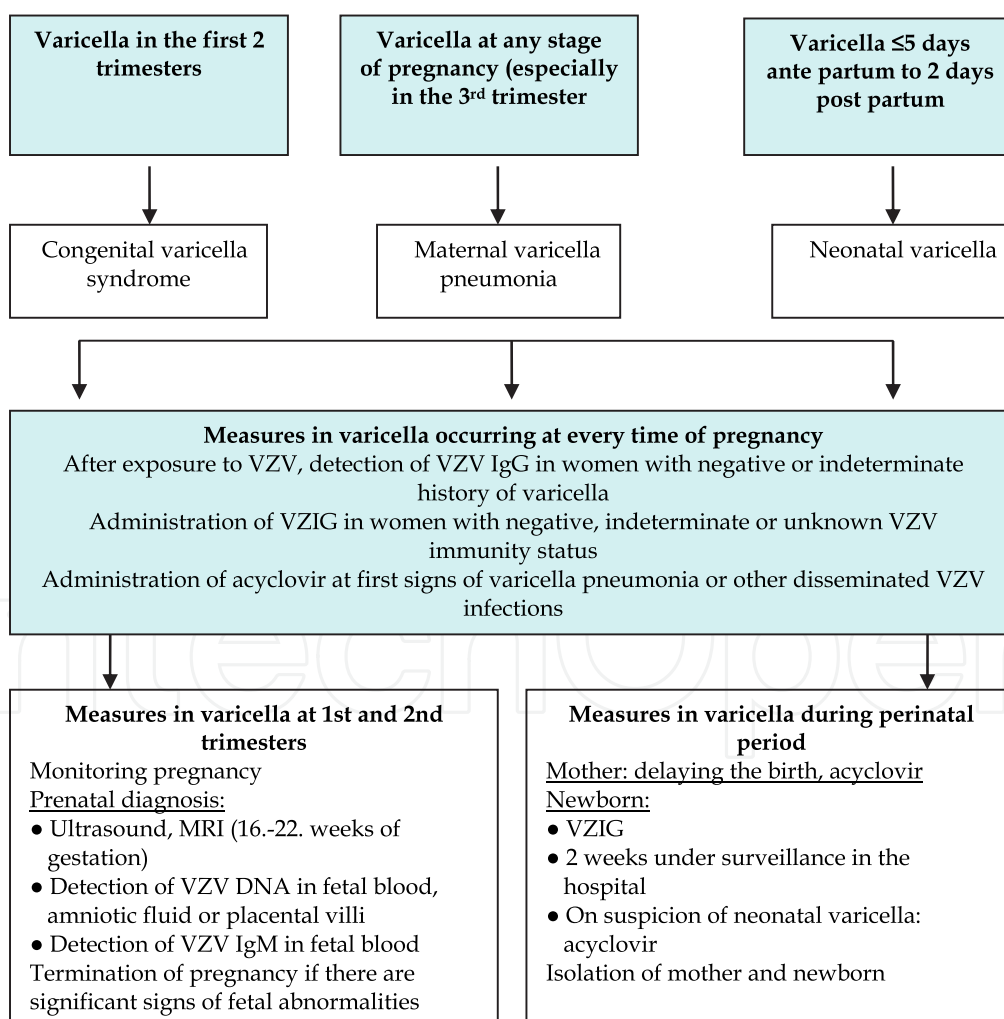 Varicella in the first 2
trimesters
Varicella at any stage
of pregnancy (especially
in the 3rd trimester
Varicella ≤5 days
ante partum to 2 days
post partum
Congenital varicella
syndrome
Maternal varicella
pneumonia
Neonatal varicella
Measures in varicella occurring at every time of pregnancy
After exposure to VZV, detection of VZV IgG in women with negative or indeterminate
history of varicella
Administration of VZIG in women with negative, indeterminate or unknown VZV
immunity status
Administration of acyclovir at first signs of varicella pneumonia or other disseminated VZV
infections
IntechOpen
Measures in varicella at 1st and 2nd
trimesters
Monitoring pregnancy
Prenatal diagnosis:
● Ultrasound, MRI (16.-22. weeks of
gestation)
● Detection of VZV DNA in fetal blood,
amniotic fluid or placental villi
● Detection of VZV IgM in fetal blood
Termination of pregnancy if there are
significant signs of fetal abnormalities
Measures in varicella during perinatal
period
Mother: delaying the birth, acyclovir
Newborn:
● VZIG
● 2 weeks under surveillance in the
hospital
● On suspicion of neonatal varicella:
acyclovir
Isolation of mother and newborn